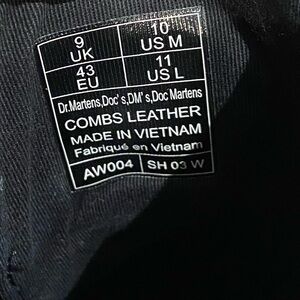 9 UK 10 US M
43 EU 11 US L
Dr.Martens,Doc's,DM's,Doc Martens
COMBS LEATHER
MADE IN VIETNAM
Fabriqué en Vietnam
AW004 SH 03 W